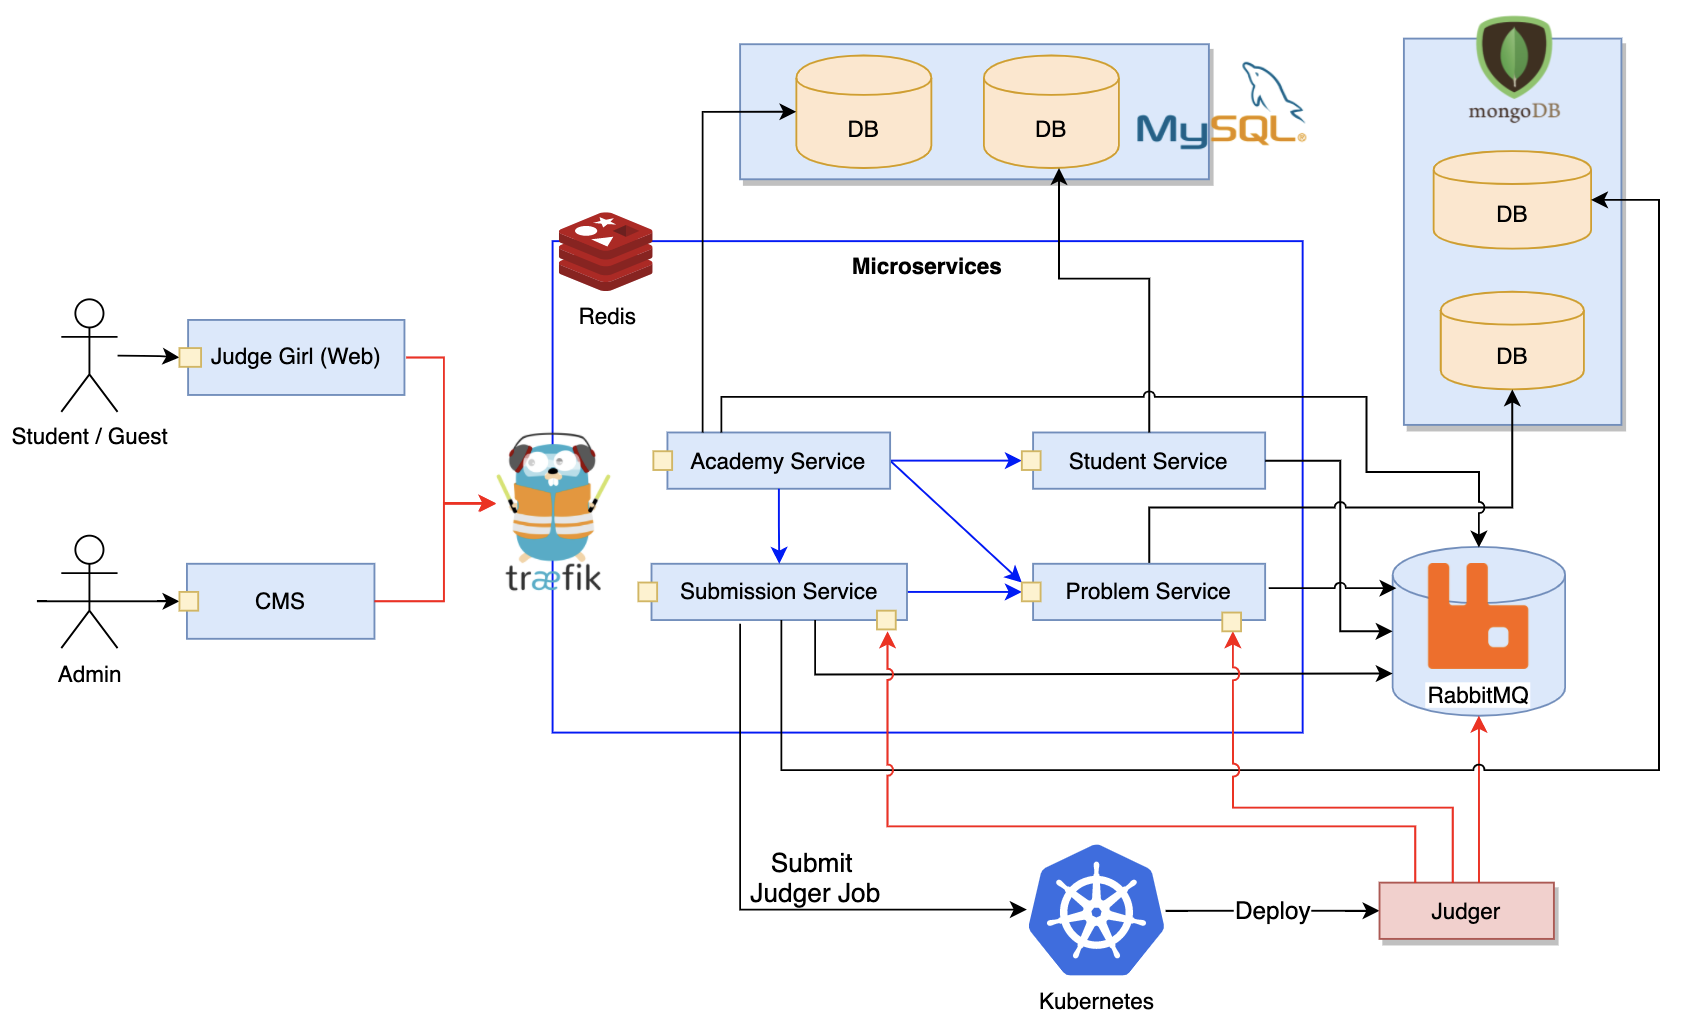 DB
DB
MySQL®
mongoDB
DB
DB
Redis
Microservices
Student / Guest
Judge Girl (Web)
Admin
CMS
træfik
Academy Service
Student Service
Submission Service
Problem Service
RabbitMQ
Submit
Judger Job
Kubernetes
Deploy
Judger